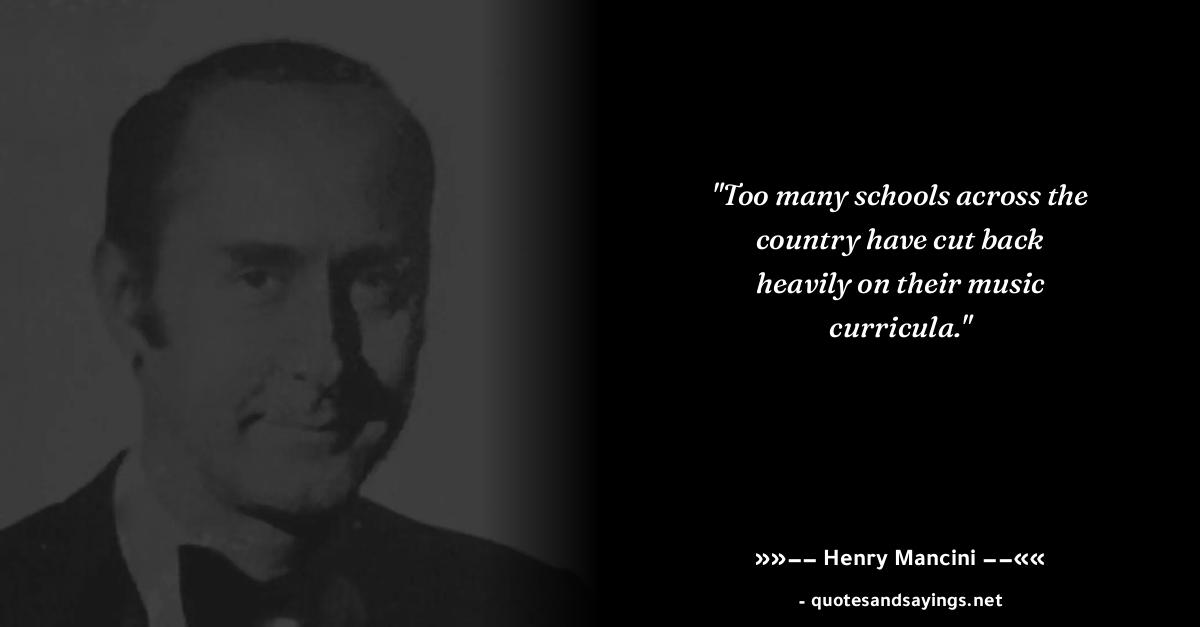 "Too many schools across the
country have cut back
heavily on their music
curricula."
»»−− Henry Mancini −−««
- quotesandsayings.net